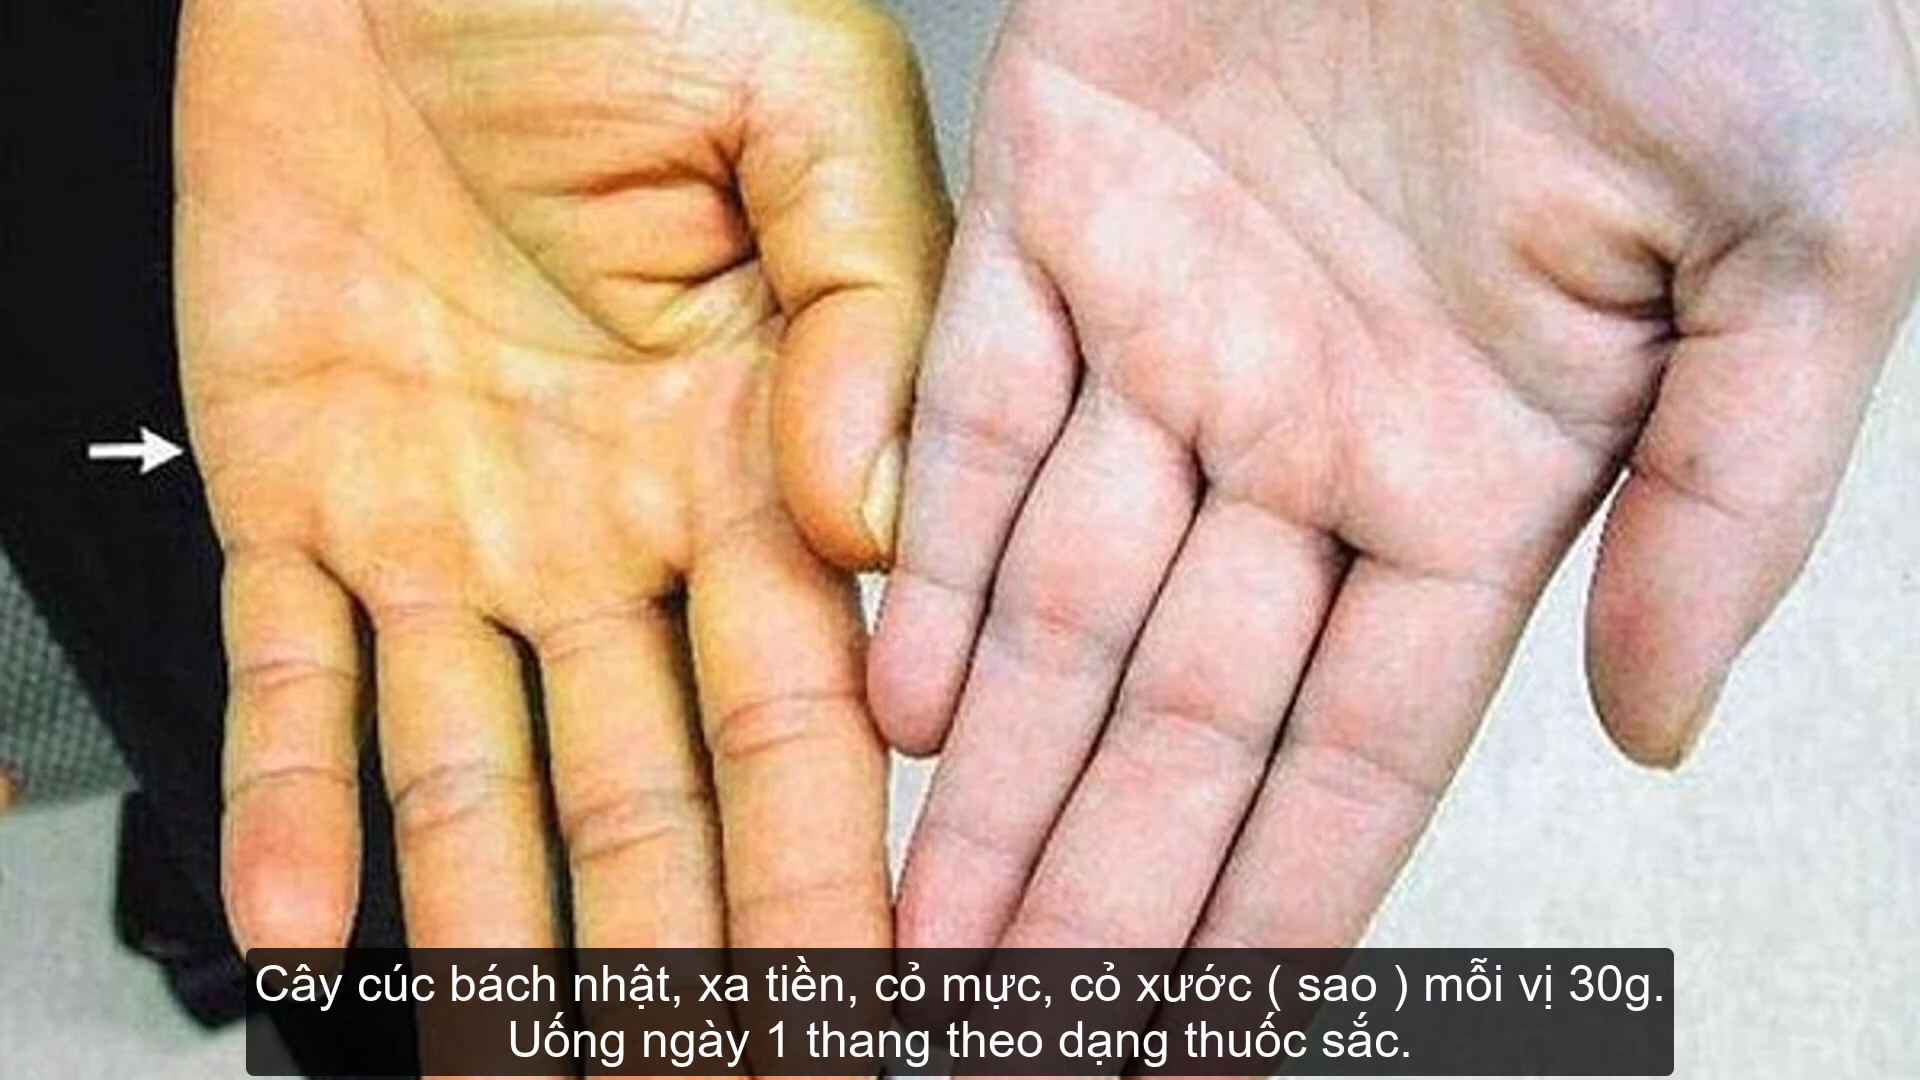 Cây cúc bách nhật, xa tiền, cỏ mực, cỏ xước ( sao ) mỗi vị 30g.
Uống ngày 1 thang theo dạng thuốc sắc.